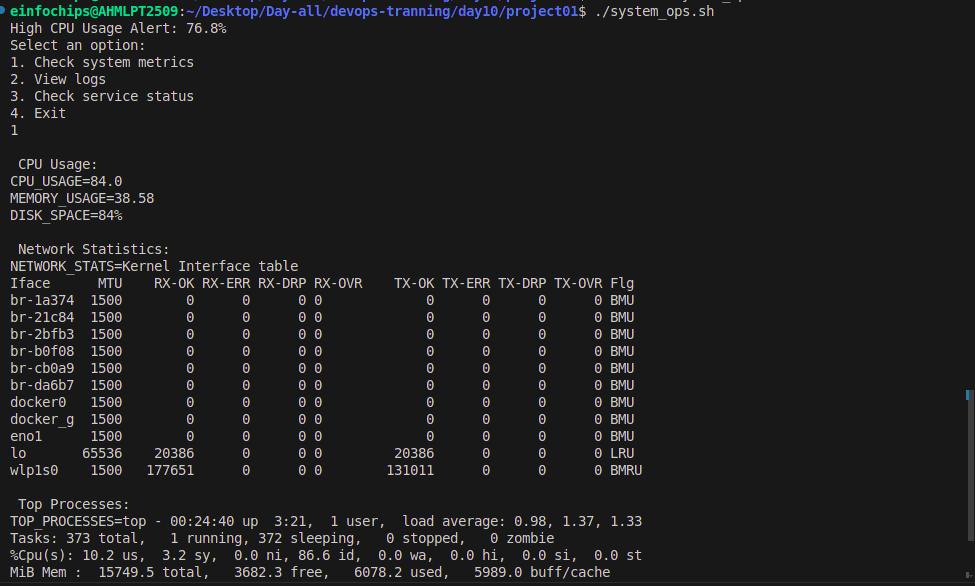 einfochips@AHMLPT2509:~/Desktop/Day-all/devops-tranning/day10/project01$ ./system_ops.sh
High CPU Usage Alert: 76.8%
Select an option:
1. Check system metrics
2. View logs
3. Check service status
4. Exit
1
 CPU Usage:
CPU_USAGE=84.0
MEMORY_USAGE=38.58
DISK_SPACE=84%
 Network Statistics:
NETWORK_STATS=Kernel Interface table
Iface      MTU    RX-OK RX-ERR RX-DRP RX-OVR    TX-OK TX-ERR TX-DRP TX-OVR Flg
br-1a374  1500        0      0      0 0             0      0      0      0 BMU
br-21c84  1500        0      0      0 0             0      0      0      0 BMU
br-2bfb3  1500        0      0      0 0             0      0      0      0 BMU
br-b0f08  1500        0      0      0 0             0      0      0      0 BMU
br-cb0a9  1500        0      0      0 0             0      0      0      0 BMU
br-da6b7  1500        0      0      0 0             0      0      0      0 BMU
docker0   1500        0      0      0 0             0      0      0      0 BMU
docker_g  1500        0      0      0 0             0      0      0      0 BMU
eno1      1500        0      0      0 0             0      0      0      0 BMU
lo       65536    20386      0      0 0         20386      0      0      0 LRU
wlp1s0    1500   177651      0      0 0        131011      0      0      0 BMRU
 Top Processes:
TOP_PROCESSES=top - 00:24:40 up  3:21,  1 user,  load average: 0.98, 1.37, 1.33
Tasks: 373 total,   1 running, 372 sleeping,   0 stopped,   0 zombie
%Cpu(s): 10.2 us,  3.2 sy,  0.0 ni, 86.6 id,  0.0 wa,  0.0 hi,  0.0 si,  0.0 st
MiB Mem :  15749.5 total,   3682.3 free,   6078.2 used,   5989.0 buff/cache